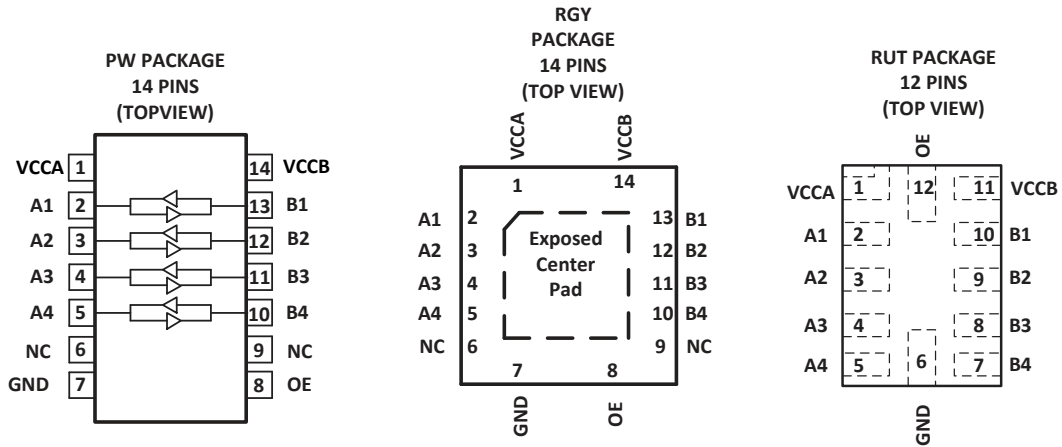 PW PACKAGE
14 PINS
(TOPVIEW)
VCCA 1 14 VCCB
A1 2 13 B1
A2 3 12 B2
A3 4 11 B3
A4 5 10 B4
NC 6 9 NC
GND 7 8 OE
RGY
PACKAGE
14 PINS
(TOP VIEW)
VCCA VCCB
1 14
A1 2 13 B1
A2 3 12 B2
A3 4 11 B3
A4 5 10 B4
NC 6 9 NC
Exposed
Center
Pad
7 8
GND OE
RUT PACKAGE
12 PINS
(TOP VIEW)
OE
VCCA 1 12 11 VCCB
A1 2 10 B1
A2 3 9 B2
A3 4 8 B3
A4 5 6 7 B4
GND